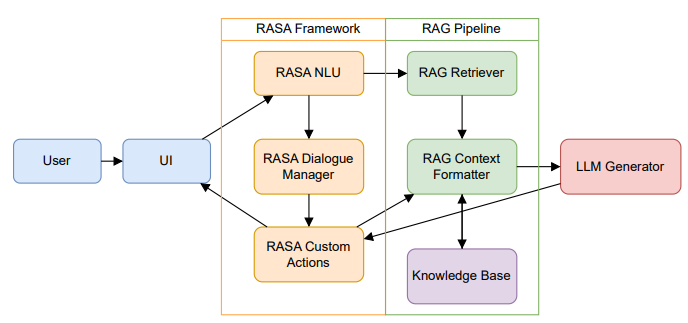 RASA Framework
RAG Pipeline
RASA NLU
RAG Retriever
User
UI
RASA Dialogue
Manager
RAG Context
Formatter
LLM Generator
RASA Custom
Actions
Knowledge Base